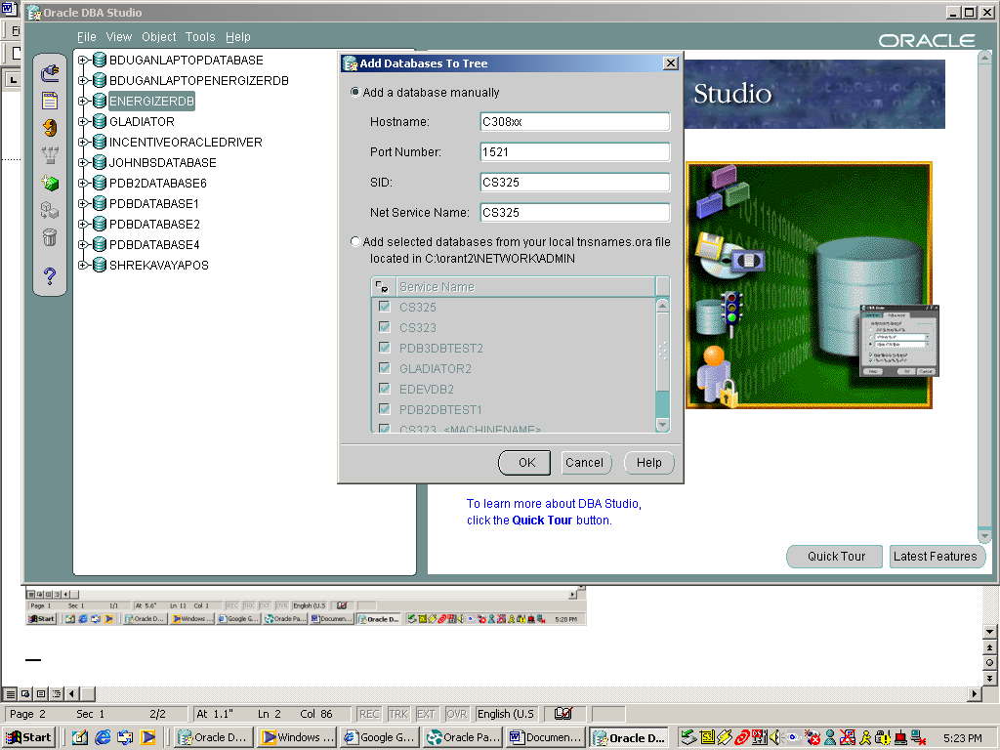 Oracle DBA Studio
File View Object Tools Help
ORACLE
BDUGANLAPTOPDATABASE
BDUGANLAPTOPENERGIZERDB
ENERGIZERDB
GLADIATOR
INCENTIVEORACLEDRIVER
JOHNBSDATABASE
PDB2DATABASE6
PDBDATABASE1
PDBDATABASE2
PDBDATABASE4
SHREKAVAYAPOS
Add Databases To Tree
Add a database manually
Hostname: C308xx
Port Number: 1521
SID: CS325
Net Service Name: CS325
Add selected databases from your local tnsnames.ora file
located in C:\orant2\NETWORK\ADMIN
Service Name
CS325
CS323
PDB3DBTEST2
GLADIATOR2
EDEVDB2
PDB2DBTEST1
CS323_<MACHINENAME>
OK Cancel Help
Studio
To learn more about DBA Studio,
click the Quick Tour button.
Quick Tour Latest Features
Page 1 Sec 1 1/1 At 5.6" Ln 11 Col 1 REC TRK EXT OVR English (U.S
Start Oracle D... Windows ... Google G... Oracle Pa... Documen... Oracle D... 5:20 PM
Page 2 Sec 1 2/2 At 1.1" Ln 2 Col 86 REC TRK EXT OVR English (U.S
Start Oracle D... Windows ... Google G... Oracle Pa... Documen... Oracle D... 5:23 PM